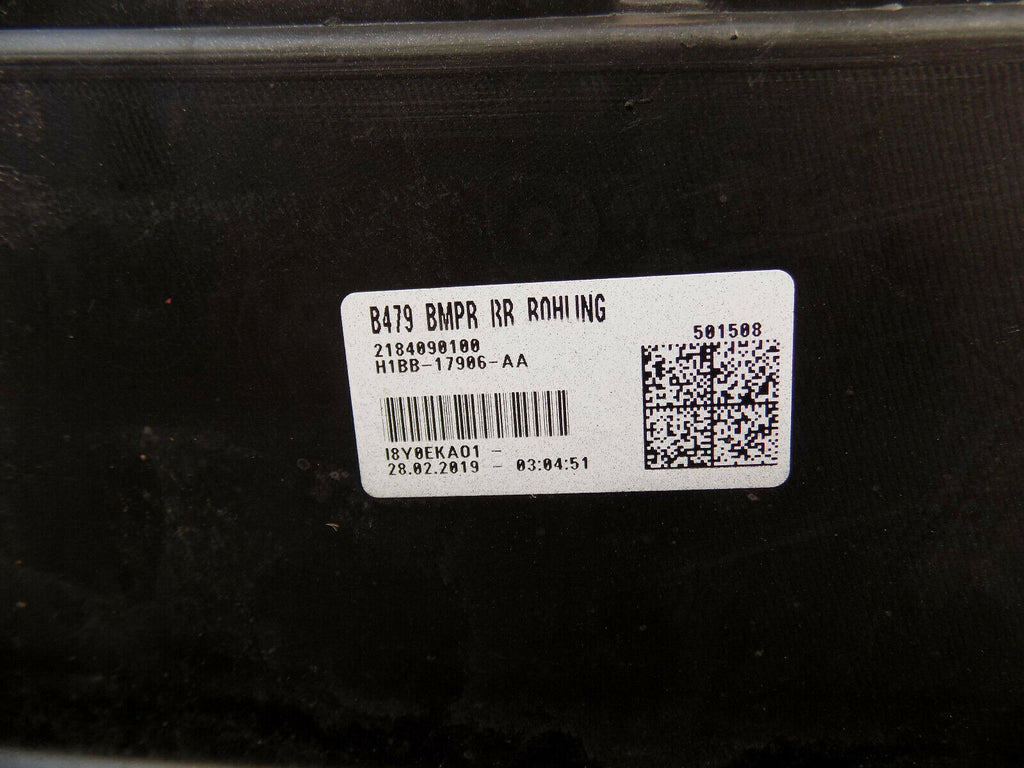 B479 BMPR RR ROHLING
501508
2184090100
H1BB-17906-AA
I8Y0EKA01 -
28.02.2019 - 03:04:51